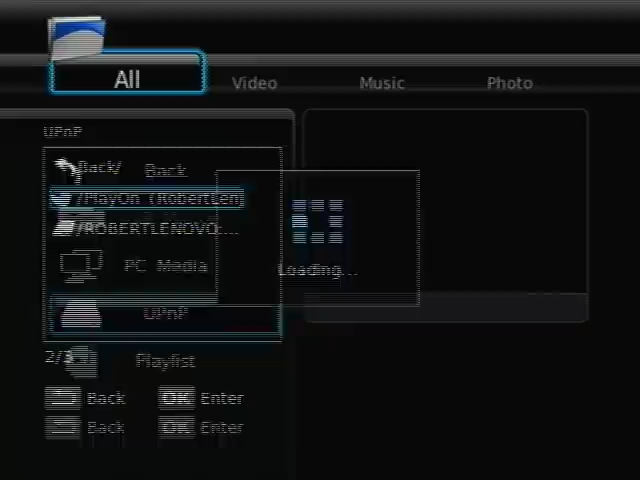 All Video Music Photo
UPnP
Back/ Back
/PlayOn (RobertLen)
/ROBERTLENOVO:...
PC Media
Loading...
UPnP
2/3
Playlist
Back OK Enter
Back OK Enter